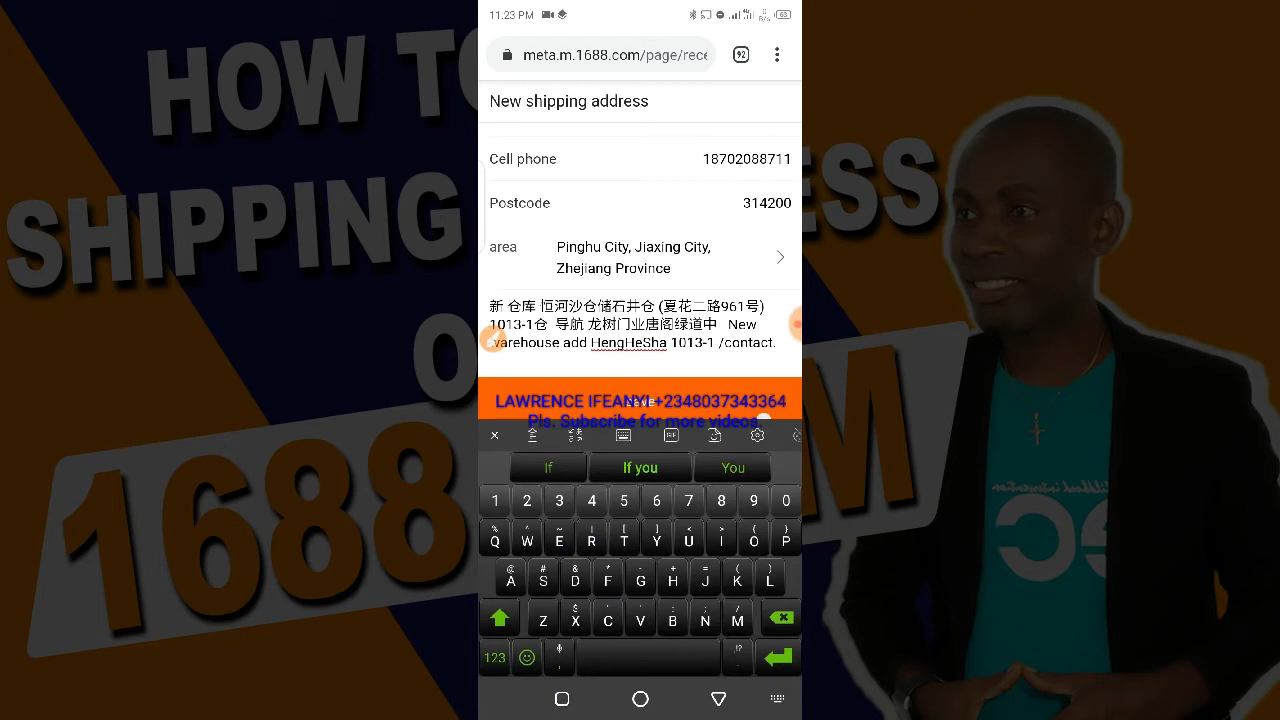 HOW TO
SHIPPING
ESS
O
M
1688
11.23 PM
63
meta.m.1688.com/page/rece
92
New shipping address
Cell phone 18702088711
Postcode 314200
area Pinghu City, Jiaxing City,
Zhejiang Province
新 仓库 恒河沙仓储石井仓 (夏花二路961号)
1013-1仓 导航 龙树门业唐阁绿道中 New
warehouse add HengHeSha 1013-1 /contact.
LAWRENCE IFEANYI +2348037343364
Pls. Subscribe for more videos.
If If you You
1 2 3 4 5 6 7 8 9 0
Q W E R T Y U I O P
A S D F G H J K L
Z X C V B N M
123